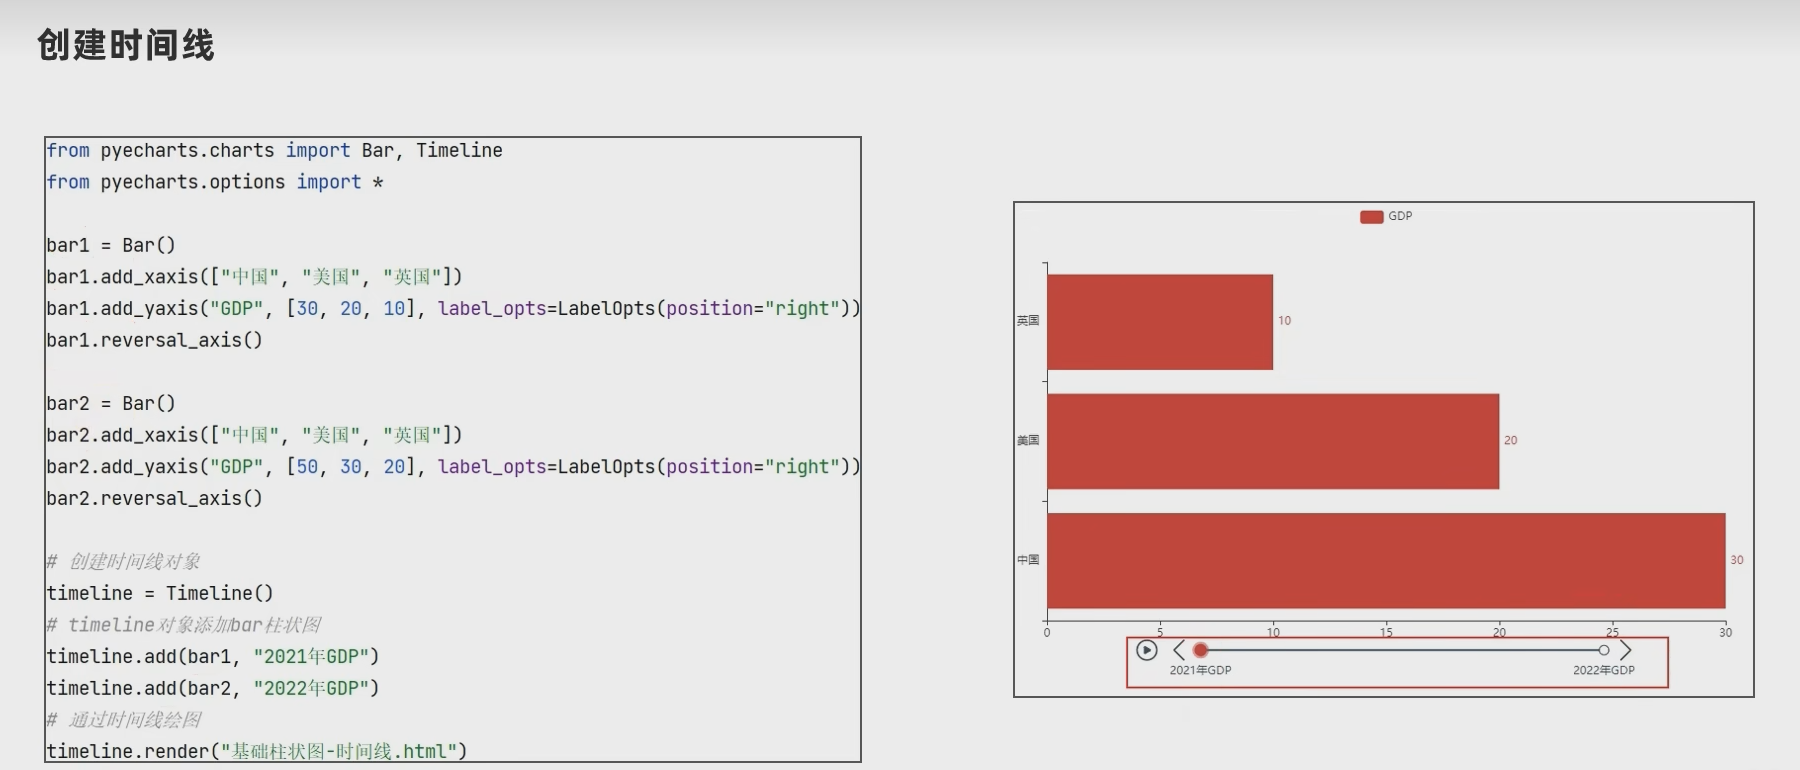 创建时间线
from pyecharts.charts import Bar, Timeline
from pyecharts.options import *
bar1 = Bar()
bar1.add_xaxis(["中国", "美国", "英国"])
bar1.add_yaxis("GDP", [30, 20, 10], label_opts=LabelOpts(position="right"))
bar1.reversal_axis()
bar2 = Bar()
bar2.add_xaxis(["中国", "美国", "英国"])
bar2.add_yaxis("GDP", [50, 30, 20], label_opts=LabelOpts(position="right"))
bar2.reversal_axis()
# 创建时间线对象
timeline = Timeline()
# timeline对象添加bar柱状图
timeline.add(bar1, "2021年GDP")
timeline.add(bar2, "2022年GDP")
# 通过时间线绘图
timeline.render("基础柱状图-时间线.html")
GDP
英国
10
美国
20
中国
30
0 5 10 15 20 25 30
2021年GDP 2022年GDP